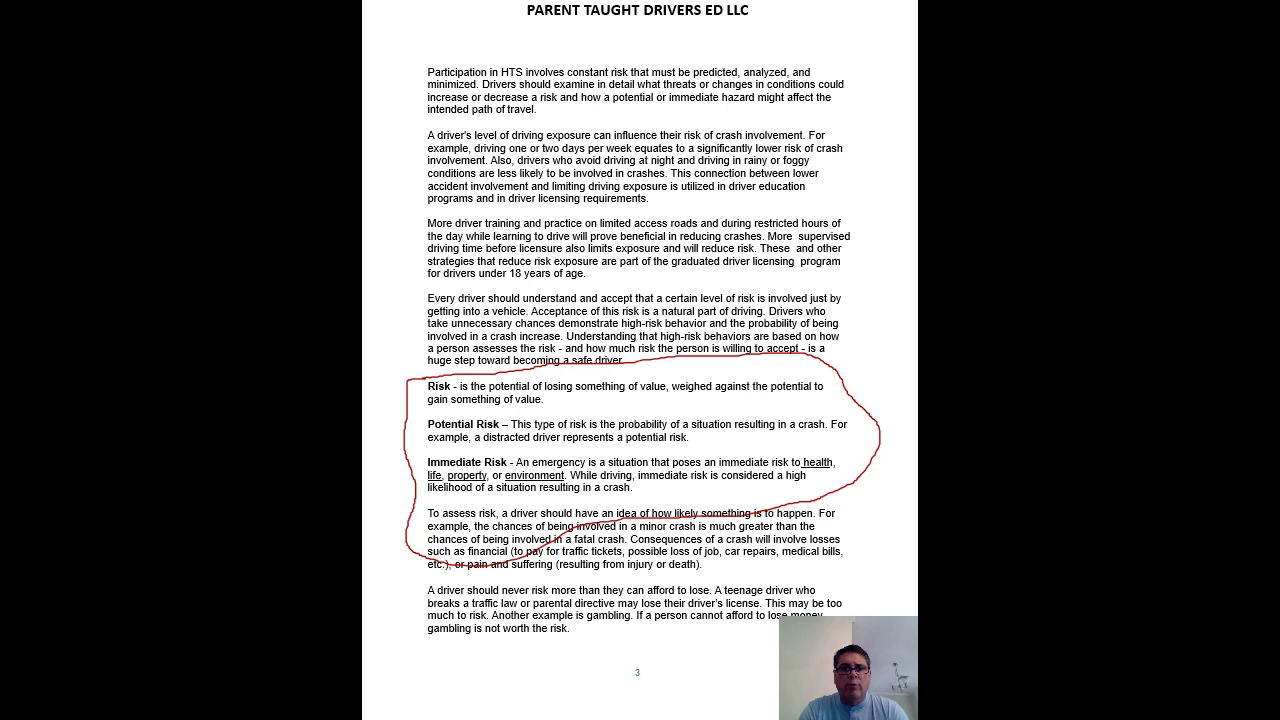 PARENT TAUGHT DRIVERS ED LLC
Participation in HTS involves constant risk that must be predicted, analyzed, and
minimized. Drivers should examine in detail what threats or changes in conditions could
increase or decrease a risk and how a potential or immediate hazard might affect the
intended path of travel.
A driver's level of driving exposure can influence their risk of crash involvement. For
example, driving one or two days per week equates to a significantly lower risk of crash
involvement. Also, drivers who avoid driving at night and driving in rainy or foggy
conditions are less likely to be involved in crashes. This connection between lower
accident involvement and limiting driving exposure is utilized in driver education
programs and in driver licensing requirements.
More driver training and practice on limited access roads and during restricted hours of
the day while learning to drive will prove beneficial in reducing crashes. More supervised
driving time before licensure also limits exposure and will reduce risk. These and other
strategies that reduce risk exposure are part of the graduated driver licensing program
for drivers under 18 years of age.
Every driver should understand and accept that a certain level of risk is involved just by
getting into a vehicle. Acceptance of this risk is a natural part of driving. Drivers who
take unnecessary chances demonstrate high-risk behavior and the probability of being
involved in a crash increase. Understanding that high-risk behaviors are based on how
a person assesses the risk - and how much risk the person is willing to accept - is a
huge step toward becoming a safe driver.
Risk - is the potential of losing something of value, weighed against the potential to
gain something of value.
Potential Risk – This type of risk is the probability of a situation resulting in a crash. For
example, a distracted driver represents a potential risk.
Immediate Risk - An emergency is a situation that poses an immediate risk to health,
life, property, or environment. While driving, immediate risk is considered a high
likelihood of a situation resulting in a crash.
To assess risk, a driver should have an idea of how likely something is to happen. For
example, the chances of being involved in a minor crash is much greater than the
chances of being involved in a fatal crash. Consequences of a crash will involve losses
such as financial (to pay for traffic tickets, possible loss of job, car repairs, medical bills,
etc.), or pain and suffering (resulting from injury or death).
A driver should never risk more than they can afford to lose. A teenage driver who
breaks a traffic law or parental directive may lose their driver's license. This may be too
much to risk. Another example is gambling. If a person cannot afford to lose money
gambling is not worth the risk.
3